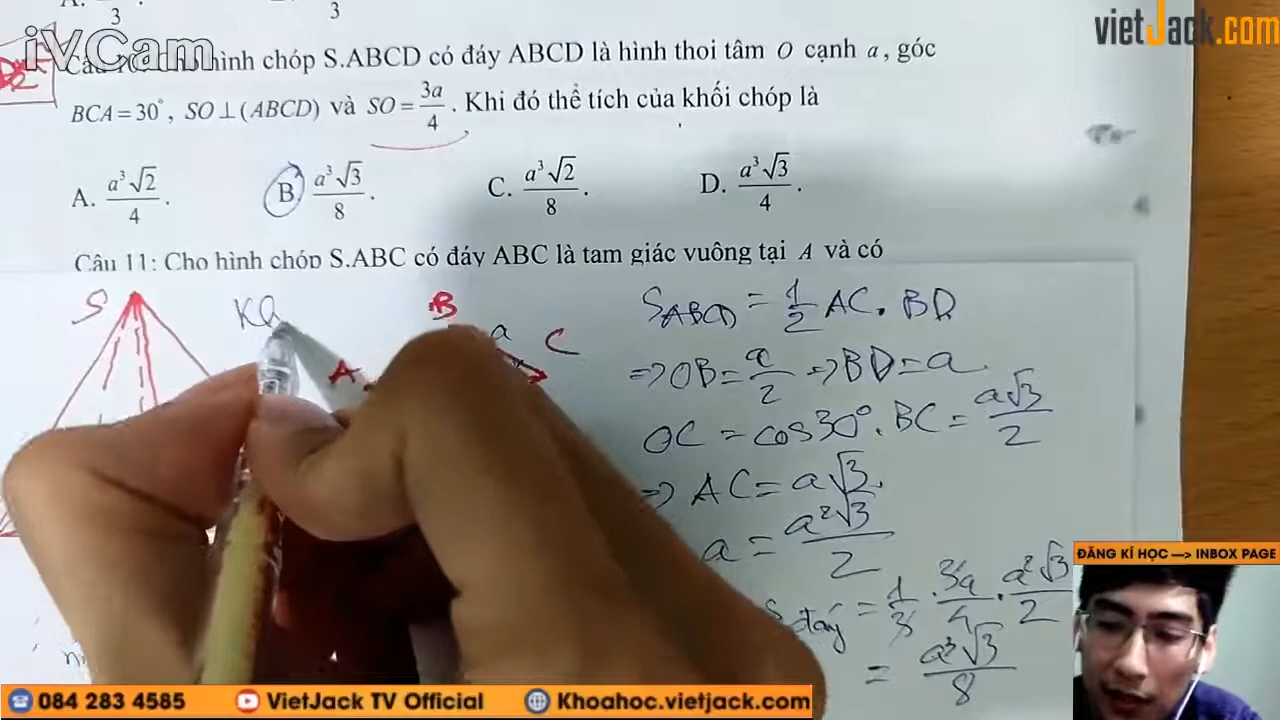 3
3
iVCam
vietJack.com
hình chóp S.ABCD có đáy ABCD là hình thoi tâm O cạnh a, góc
BCA = 30°, SO ⊥ (ABCD) và SO = 3a/4. Khi đó thể tích của khối chóp là
A. a³√2/4. B. a³√3/8. C. a³√2/8. D. a³√3/4.
Câu 11: Cho hình chóp S.ABC có đáy ABC là tam giác vuông tại A và có
S
KQ
B
a
C
A
S_ABCD = 1/2 AC. BD
=> OB = a/2 => BD = a
OC = cos30°. BC = a√3/2
=> AC = a√3.
a = a²√3/2
S đáy = 1/3 . 3a/4 . a²√3/2
= a³√3/8
ĐĂNG KÍ HỌC —> INBOX PAGE
084 283 4585
VietJack TV Official
Khoahoc.vietjack.com